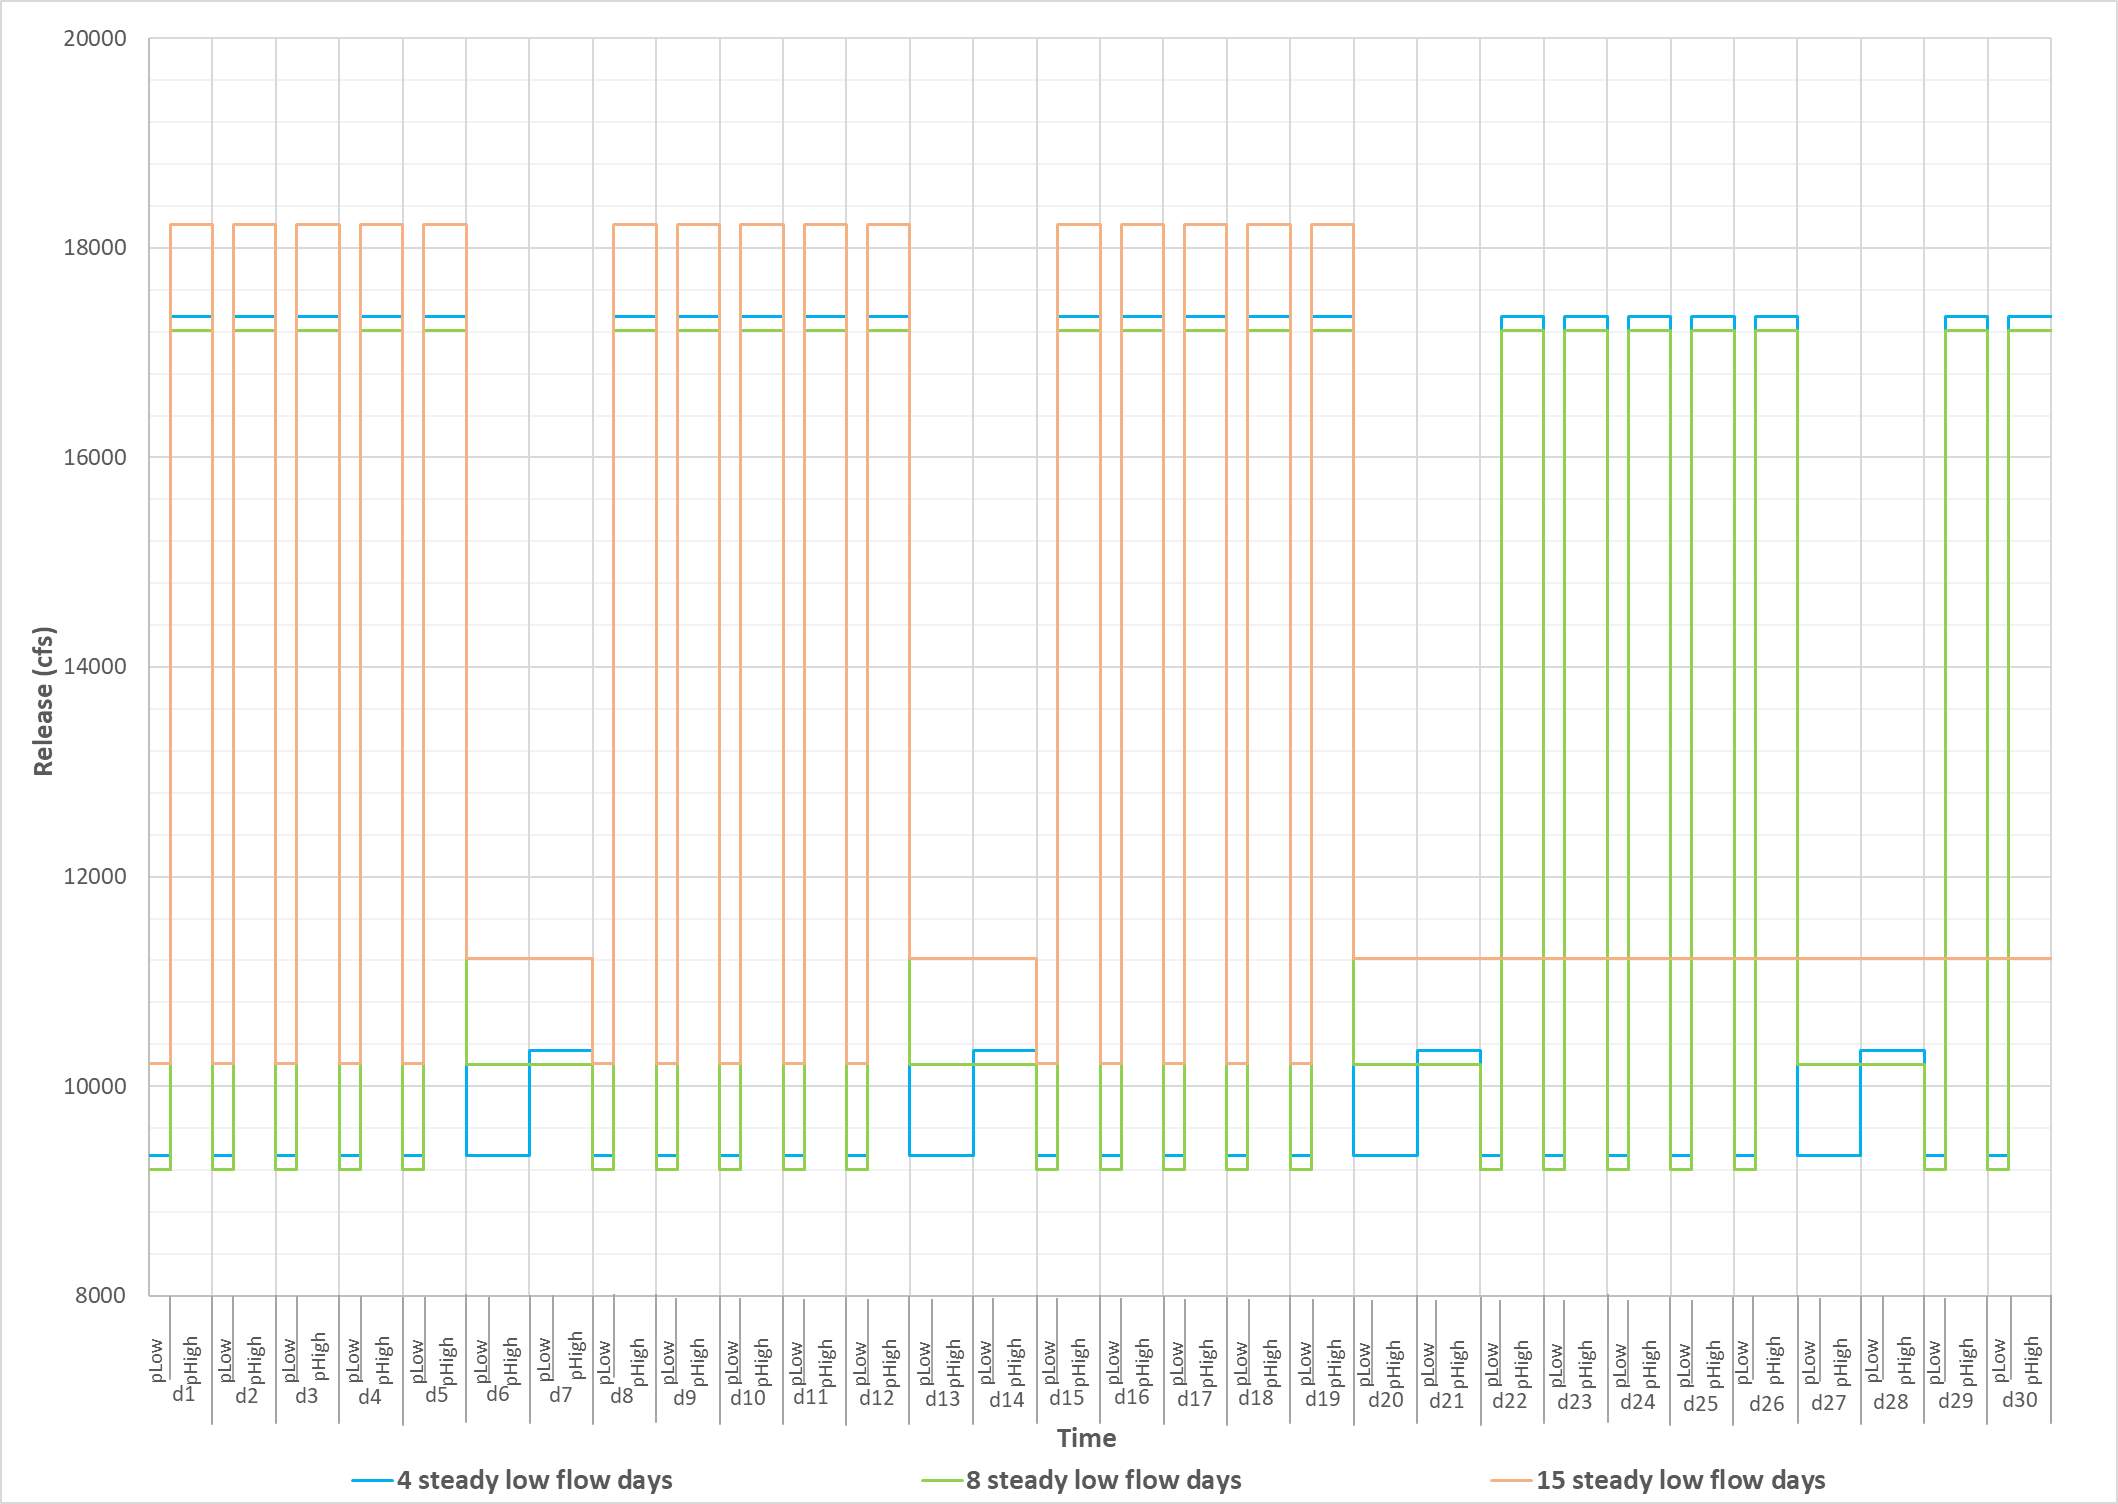 20000
18000
16000
14000
12000
10000
8000
Release (cfs)
pLow pHigh pLow pHigh pLow pHigh pLow pHigh pLow pHigh pLow pHigh pLow pHigh pLow pHigh pLow pHigh pLow pHigh pLow pHigh pLow pHigh pLow pHigh pLow pHigh pLow pHigh pLow pHigh pLow pHigh pLow pHigh pLow pHigh pLow pHigh pLow pHigh pLow pHigh pLow pHigh pLow pHigh pLow pHigh pLow pHigh pLow pHigh pLow pHigh pLow pHigh pLow pHigh
d1 d2 d3 d4 d5 d6 d7 d8 d9 d10 d11 d12 d13 d14 d15 d16 d17 d18 d19 d20 d21 d22 d23 d24 d25 d26 d27 d28 d29 d30
Time
4 steady low flow days 8 steady low flow days 15 steady low flow days